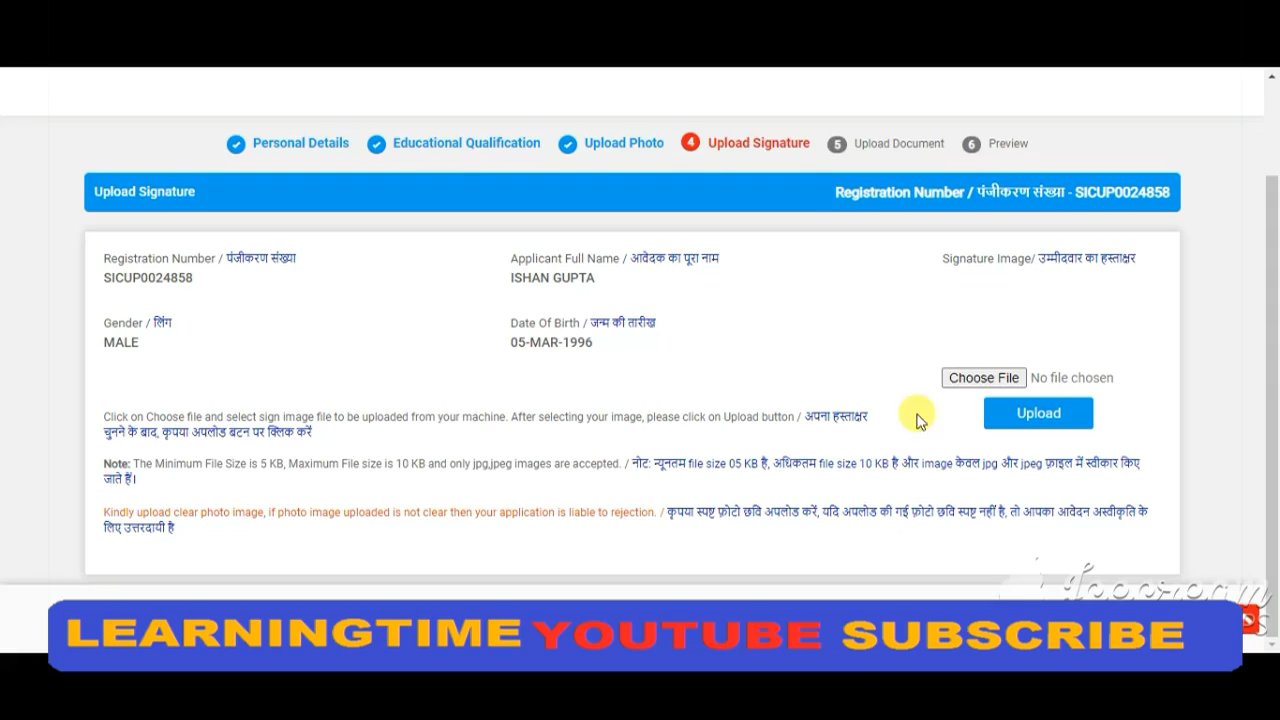 Personal Details Educational Qualification Upload Photo 4 Upload Signature 5 Upload Document 6 Preview
Upload Signature Registration Number / पंजीकरण संख्या - SICUP0024858
Registration Number / पंजीकरण संख्या Applicant Full Name / आवेदक का पूरा नाम Signature Image/ उम्मीदवार का हस्ताक्षर
SICUP0024858 ISHAN GUPTA
Gender / लिंग Date Of Birth / जन्म की तारीख
MALE 05-MAR-1996
Choose File No file chosen
Upload
Click on Choose file and select sign image file to be uploaded from your machine. After selecting your image, please click on Upload button / अपना हस्ताक्षर
चुनने के बाद, कृपया अपलोड बटन पर क्लिक करें
Note: The Minimum File Size is 5 KB, Maximum File size is 10 KB and only jpg,jpeg images are accepted. / नोट: न्यूनतम file size 05 KB है, अधिकतम file size 10 KB है और image केवल jpg और jpeg फ़ाइल में स्वीकार किए
जाते हैं।
Kindly upload clear photo image, if photo image uploaded is not clear then your application is liable to rejection. / कृपया स्पष्ट फ़ोटो छवि अपलोड करें, यदि अपलोड की गई फ़ोटो छवि स्पष्ट नहीं है, तो आपका आवेदन अस्वीकृति के
लिए उत्तरदायी है
LEARNINGTIME YOUTUBE SUBSCRIBE